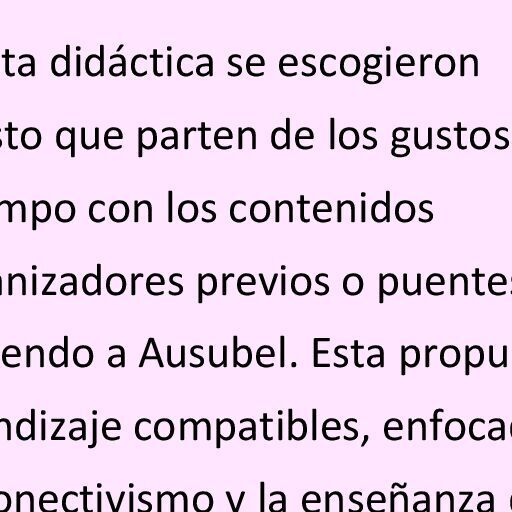 ta didáctica se escogieron
sto que parten de los gustos
mpo con los contenidos
anizadores previos o puentes
endo a Ausubel. Esta propu
ndizaje compatibles, enfoca
onectivismo y la enseñanza